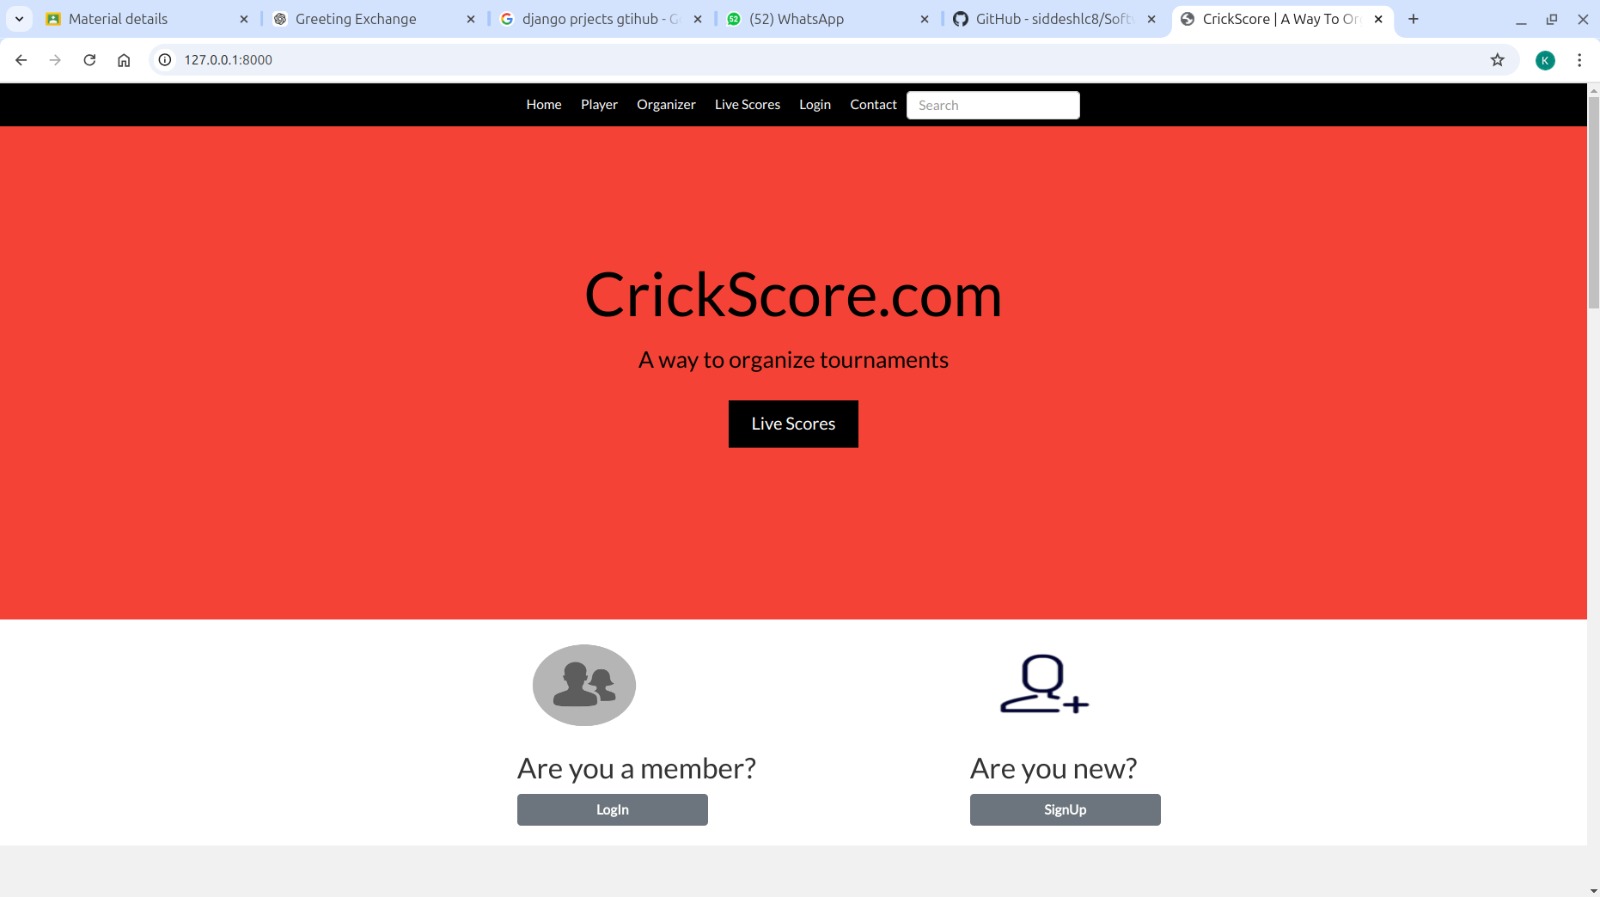 Material details
Greeting Exchange
django prjects gtihub - G
(52) WhatsApp
GitHub - siddeshlc8/Soft
CrickScore | A Way To Or
127.0.0.1:8000
K
Home Player Organizer Live Scores Login Contact Search
CrickScore.com
A way to organize tournaments
Live Scores
Are you a member? Are you new?
LogIn SignUp